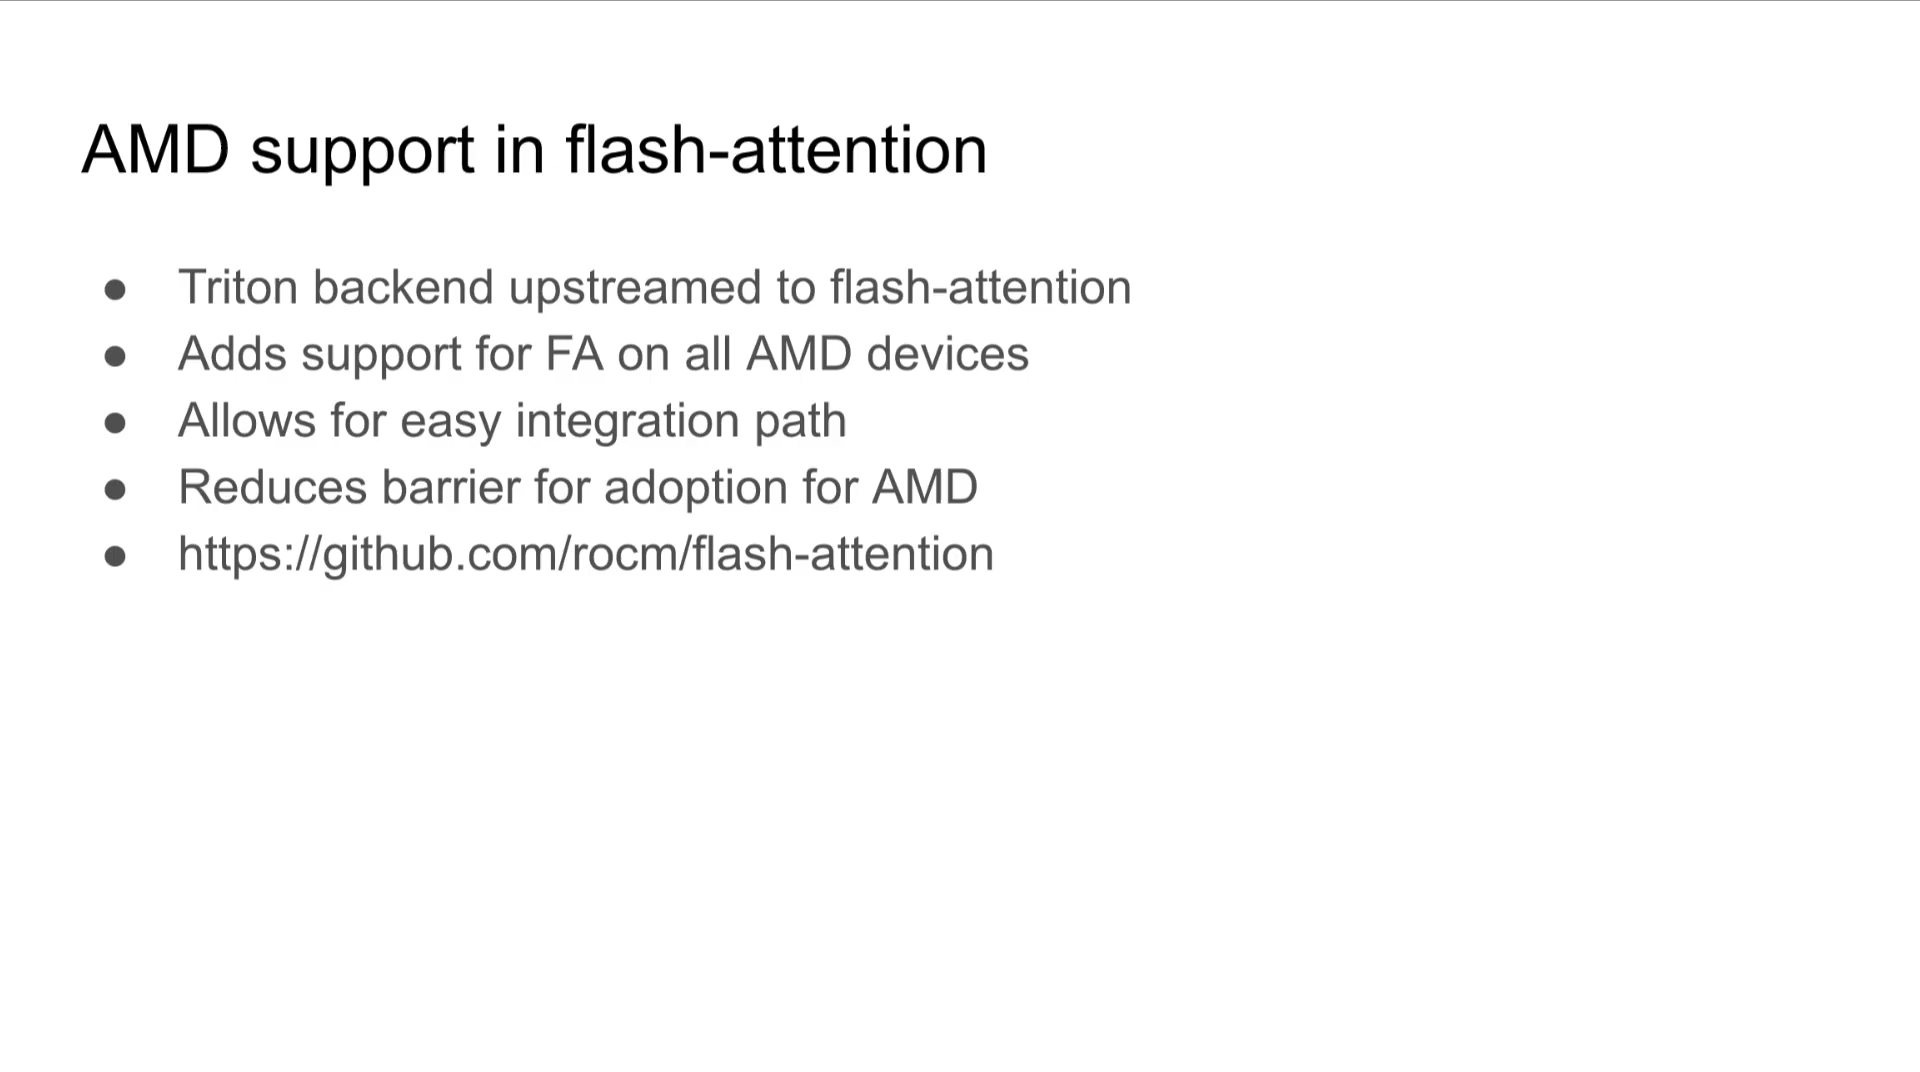 AMD support in flash-attention
● Triton backend upstreamed to flash-attention
● Adds support for FA on all AMD devices
● Allows for easy integration path
● Reduces barrier for adoption for AMD
● https://github.com/rocm/flash-attention